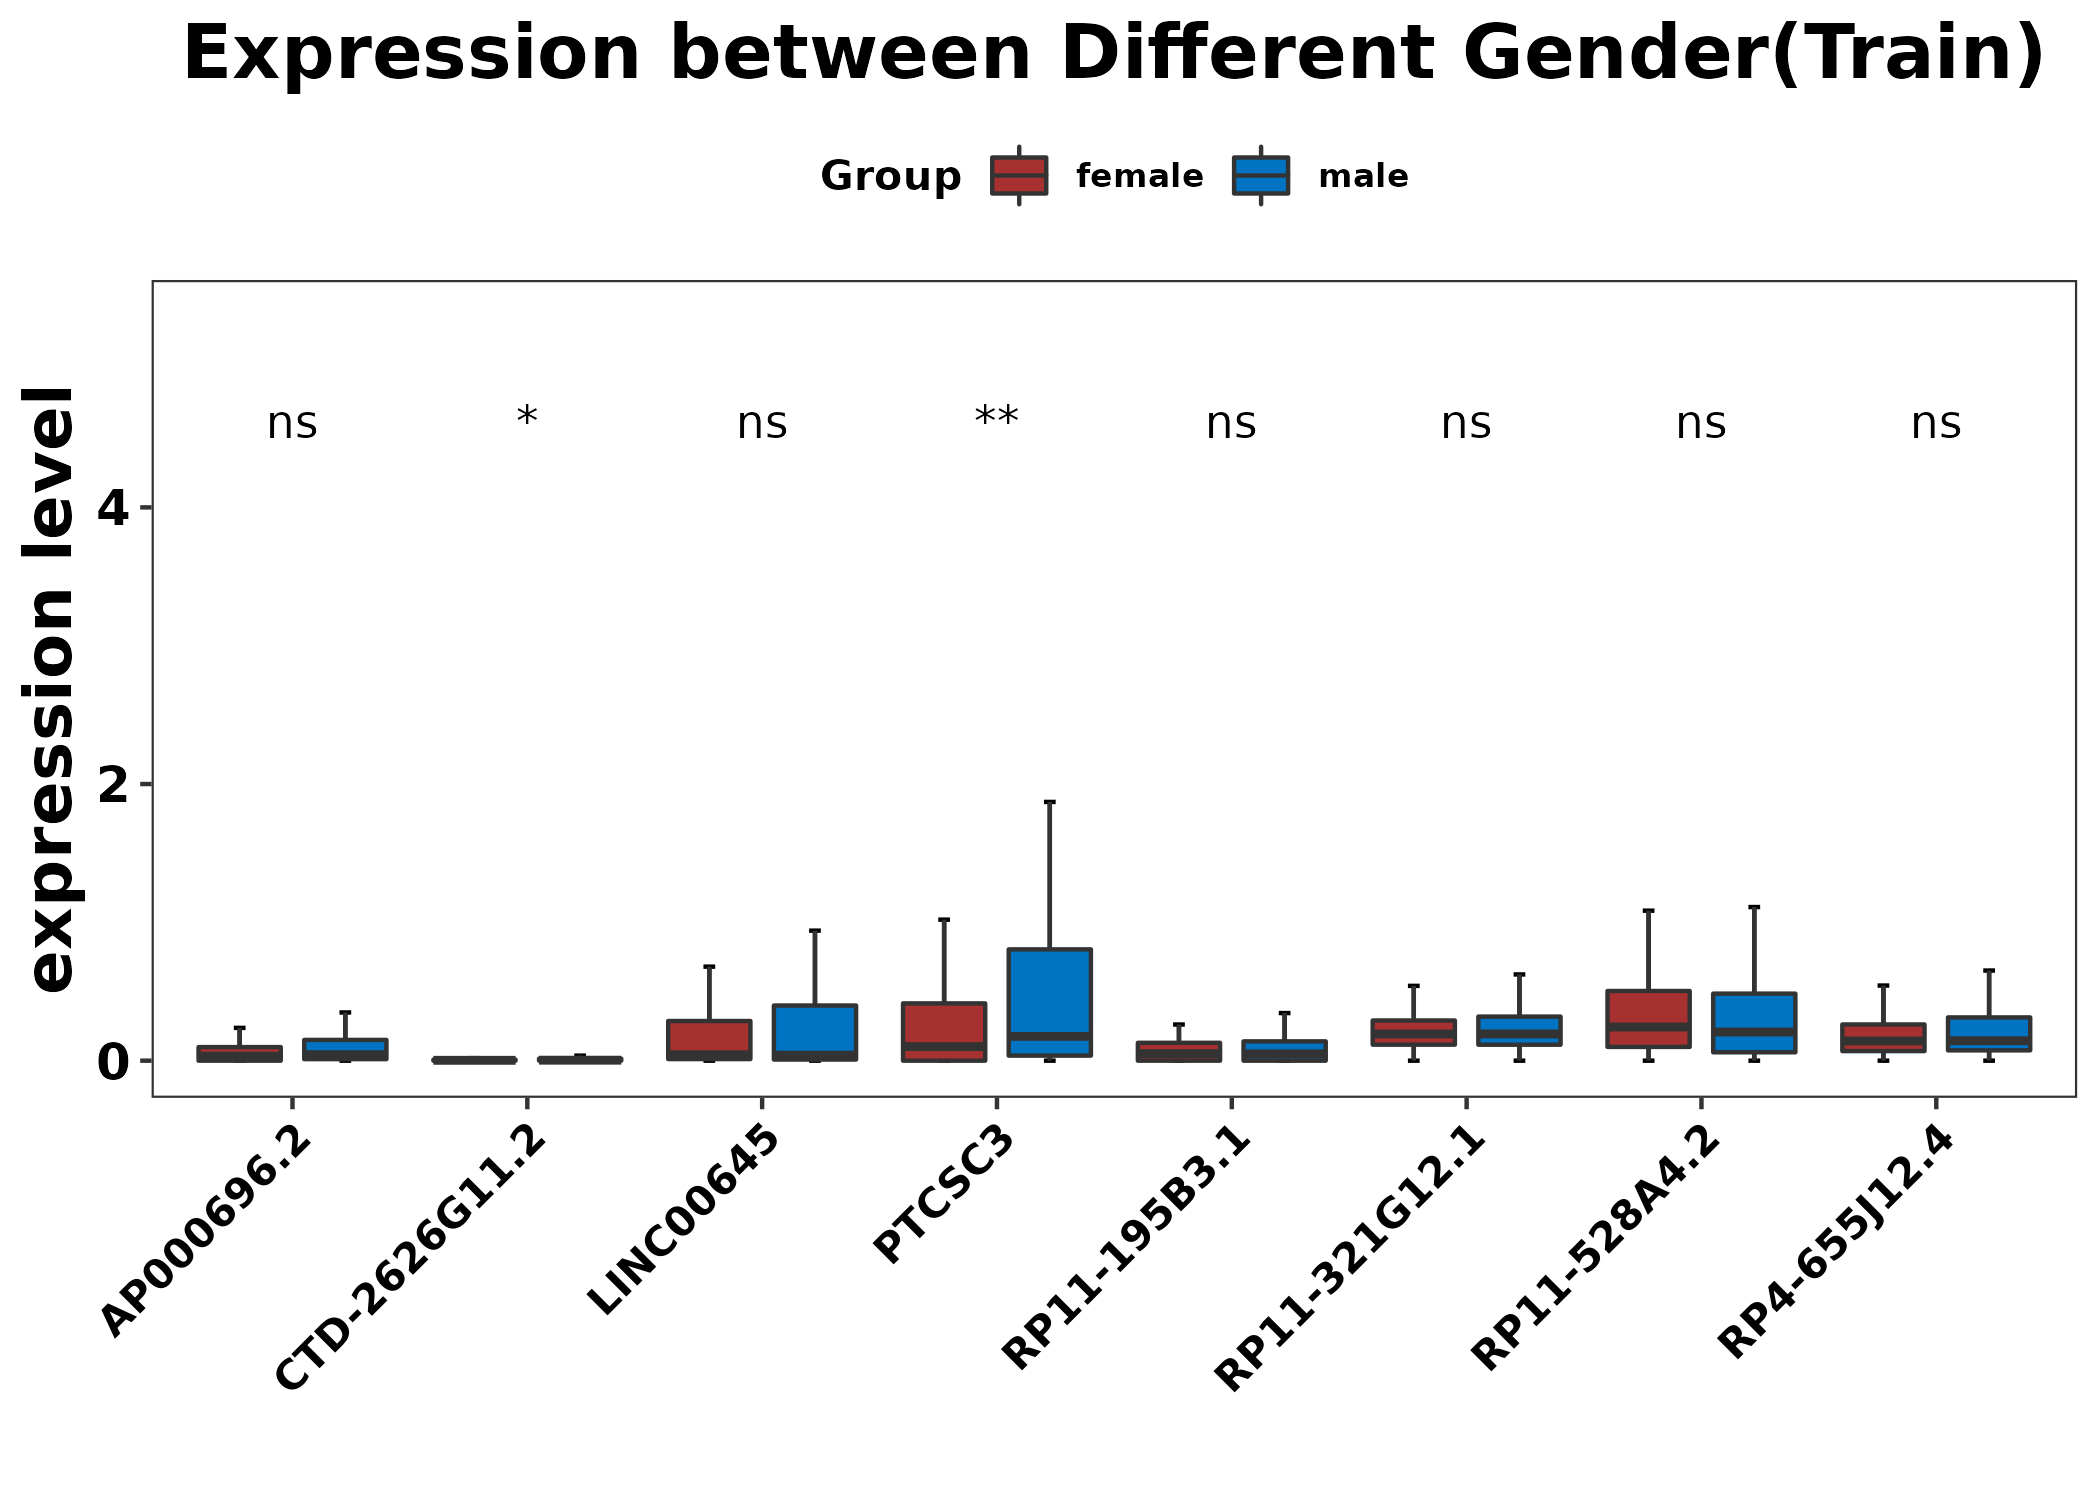 Expression between Different Gender(Train)
Group female male
expression level
ns * ns ** ns ns ns ns
4
2
0
AP000696.2
CTD-2626G11.2
LINC00645
PTCSC3
RP11-195B3.1
RP11-321G12.1
RP11-528A4.2
RP4-655J12.4